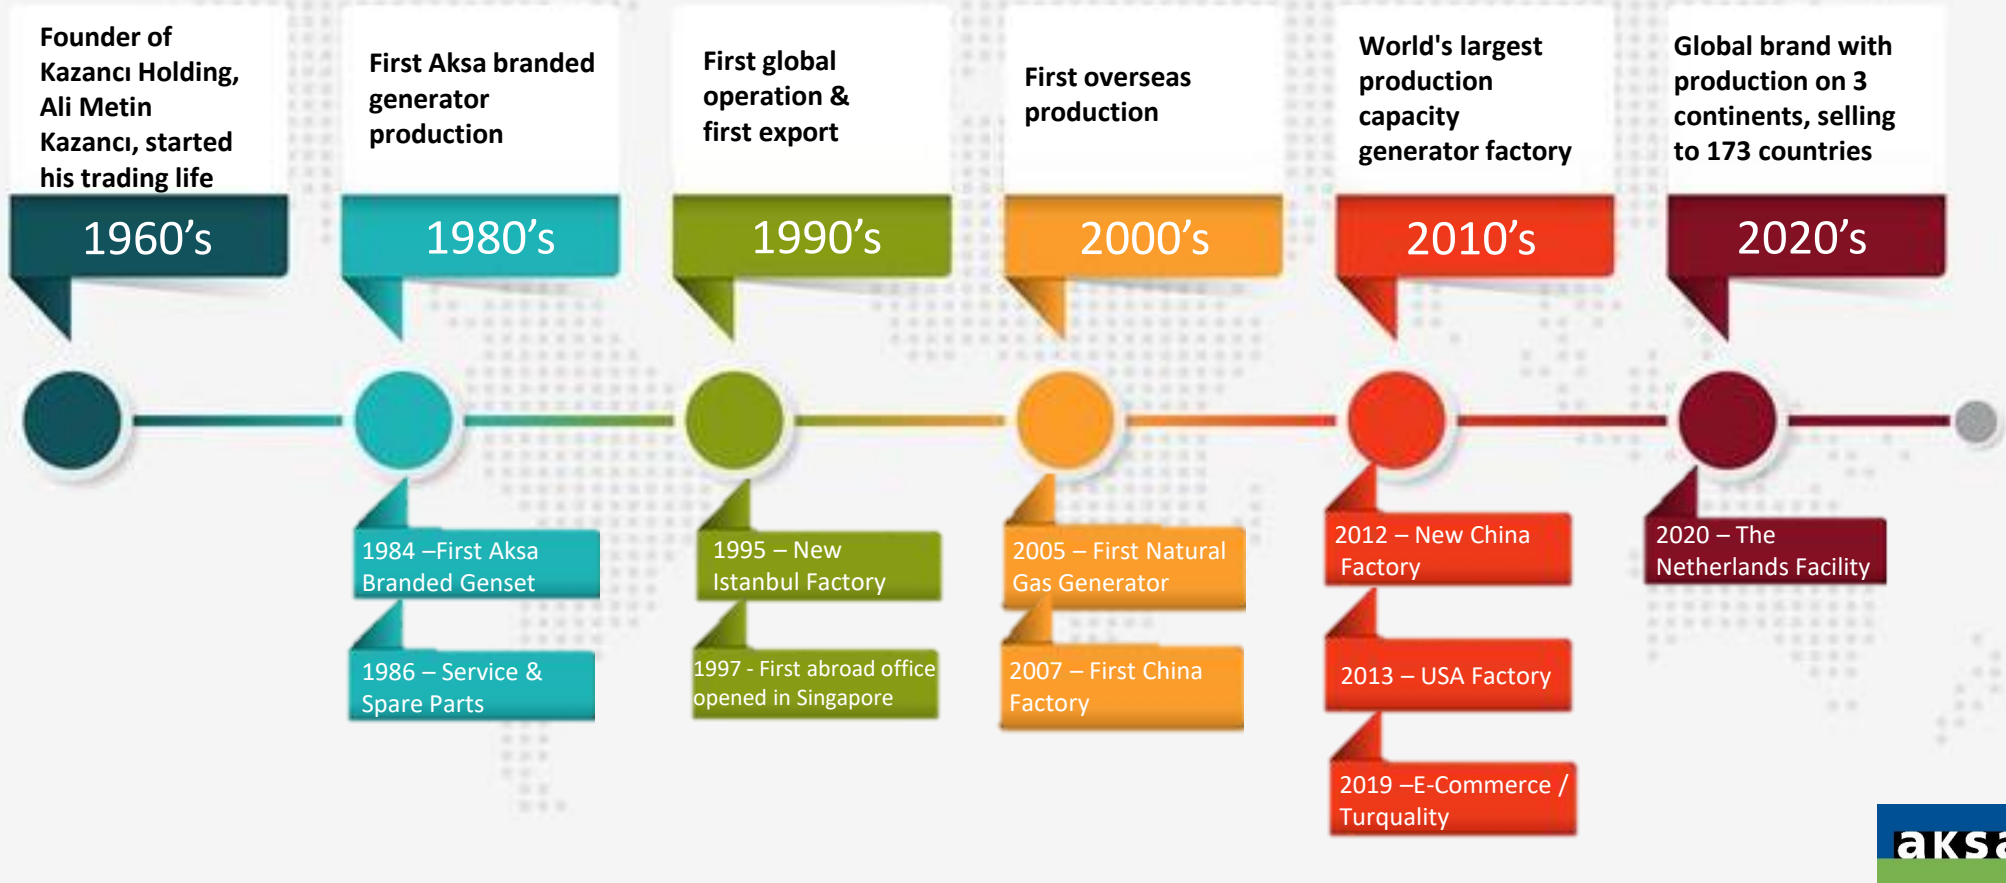 Founder of
Kazancı Holding,
Ali Metin
Kazancı, started
his trading life
1960's
First Aksa branded
generator
production
1980's
First global
operation &
first export
1990's
First overseas
production
2000's
World's largest
production
capacity
generator factory
2010's
Global brand with
production on 3
continents, selling
to 173 countries
2020's
1984 –First Aksa
Branded Genset
1986 – Service &
Spare Parts
1995 – New
Istanbul Factory
1997 - First abroad office
opened in Singapore
2005 – First Natural
Gas Generator
2007 – First China
Factory
2012 – New China
Factory
2013 – USA Factory
2019 –E-Commerce /
Turquality
2020 – The
Netherlands Facility
aksa